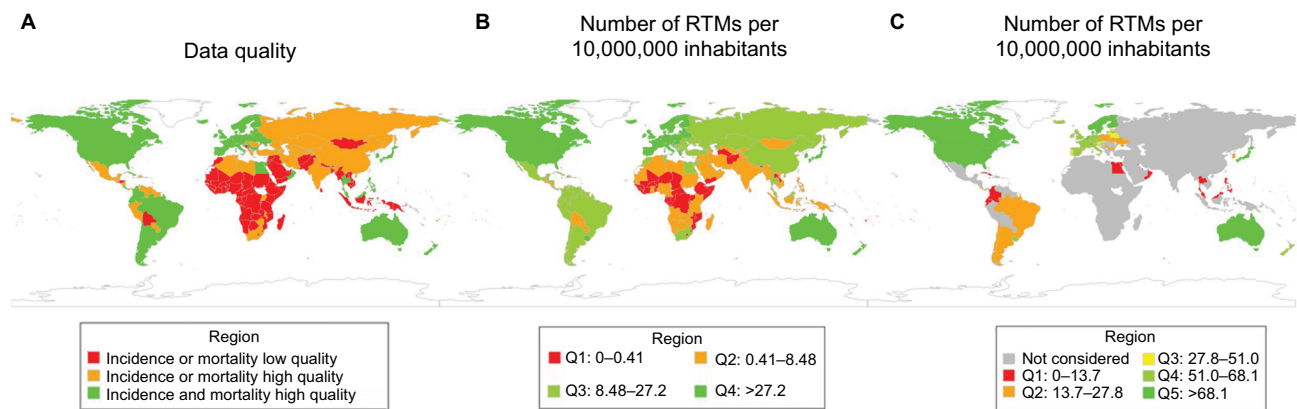 A
Data quality
Region
Incidence or mortality low quality
Incidence or mortality high quality
Incidence and mortality high quality
B
Number of RTMs per
10,000,000 inhabitants
Region
Q1: 0–0.41
Q2: 0.41–8.48
Q3: 8.48–27.2
Q4: >27.2
C
Number of RTMs per
10,000,000 inhabitants
Region
Not considered
Q1: 0–13.7
Q2: 13.7–27.8
Q3: 27.8–51.0
Q4: 51.0–68.1
Q5: >68.1